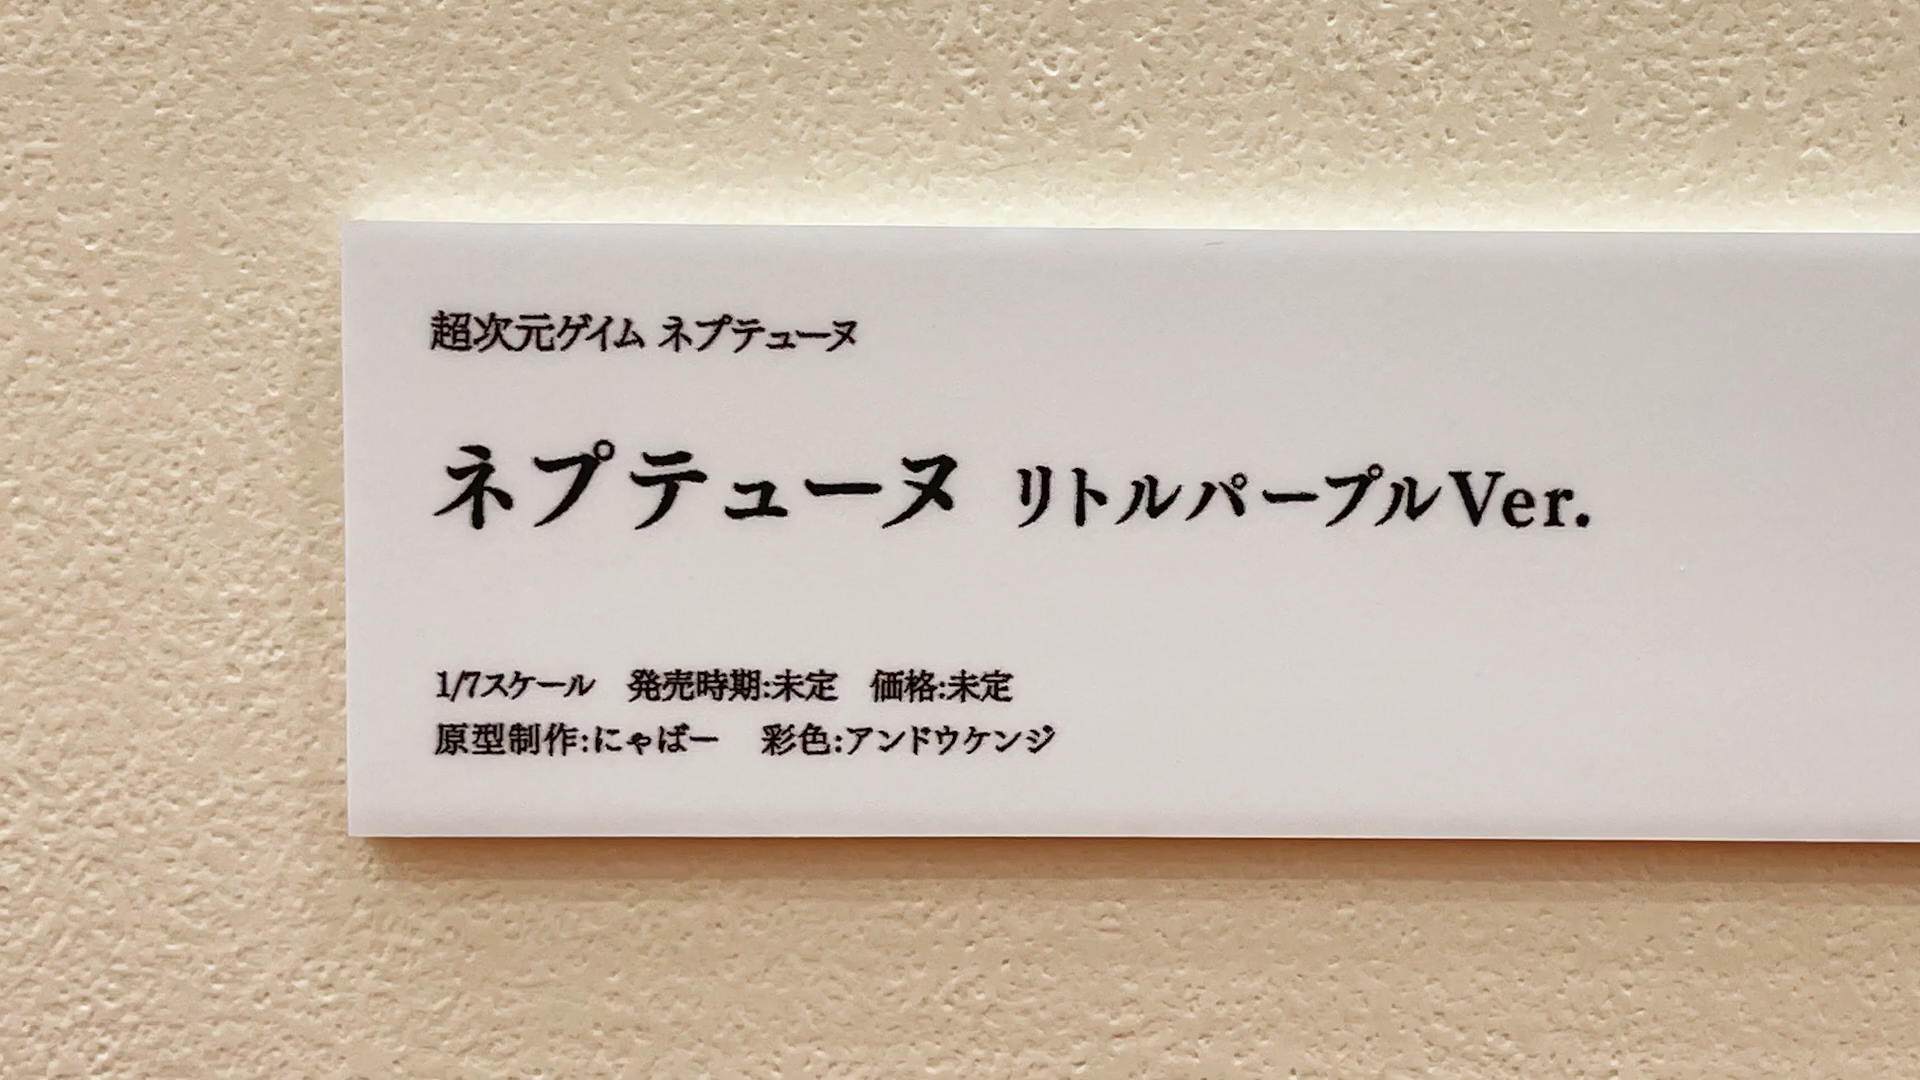 超次元ゲイム ネプテューヌ
ネプテューヌ リトルパープルVer.
1/7スケール　発売時期:未定　価格:未定
原型制作:にゃばー　彩色:アンドウケンジ